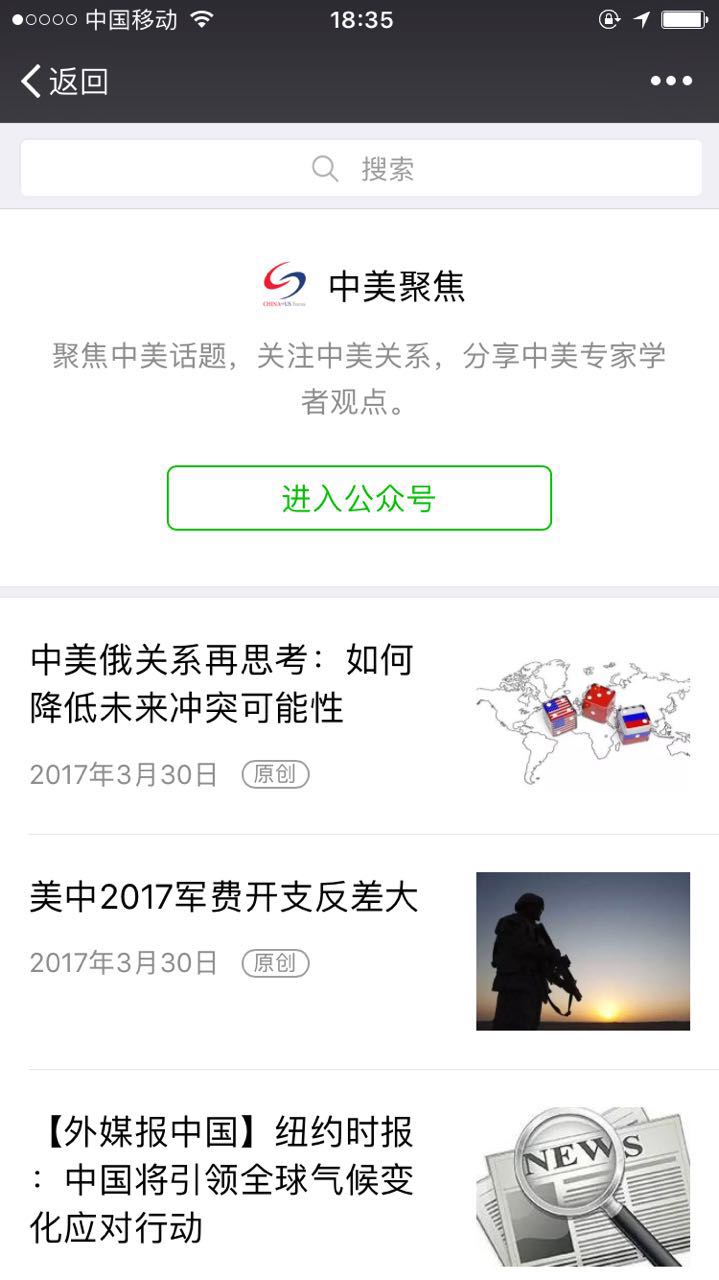 中国移动
18:35
返回
搜索
CHINA US Focus
中美聚焦
聚焦中美话题，关注中美关系，分享中美专家学
者观点。
进入公众号
中美俄关系再思考：如何
降低未来冲突可能性
2017年3月30日 原创
美中2017军费开支反差大
2017年3月30日 原创
【外媒报中国】纽约时报
：中国将引领全球气候变
化应对行动
NEWS